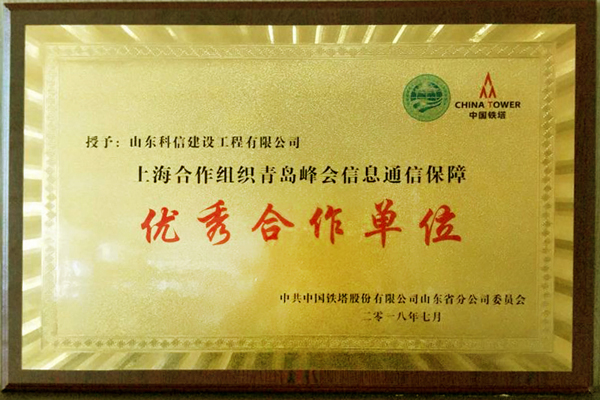 CHINA TOWER
中国铁塔
授予：山东科信建设工程有限公司
上海合作组织青岛峰会信息通信保障
优秀合作单位
中共中国铁塔股份有限公司山东省分公司委员会
二零一八年七月